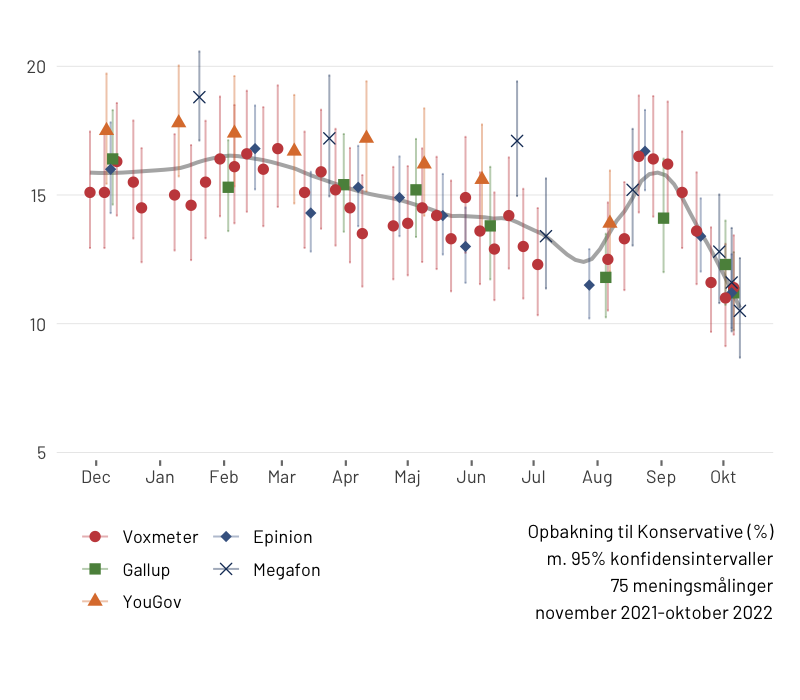 20
15
10
5
Dec Jan Feb Mar Apr Maj Jun Jul Aug Sep Okt
Voxmeter Epinion
Gallup Megafon
YouGov
Opbakning til Konservative (%)
m. 95% konfidensintervaller
75 meningsmålinger
november 2021-oktober 2022